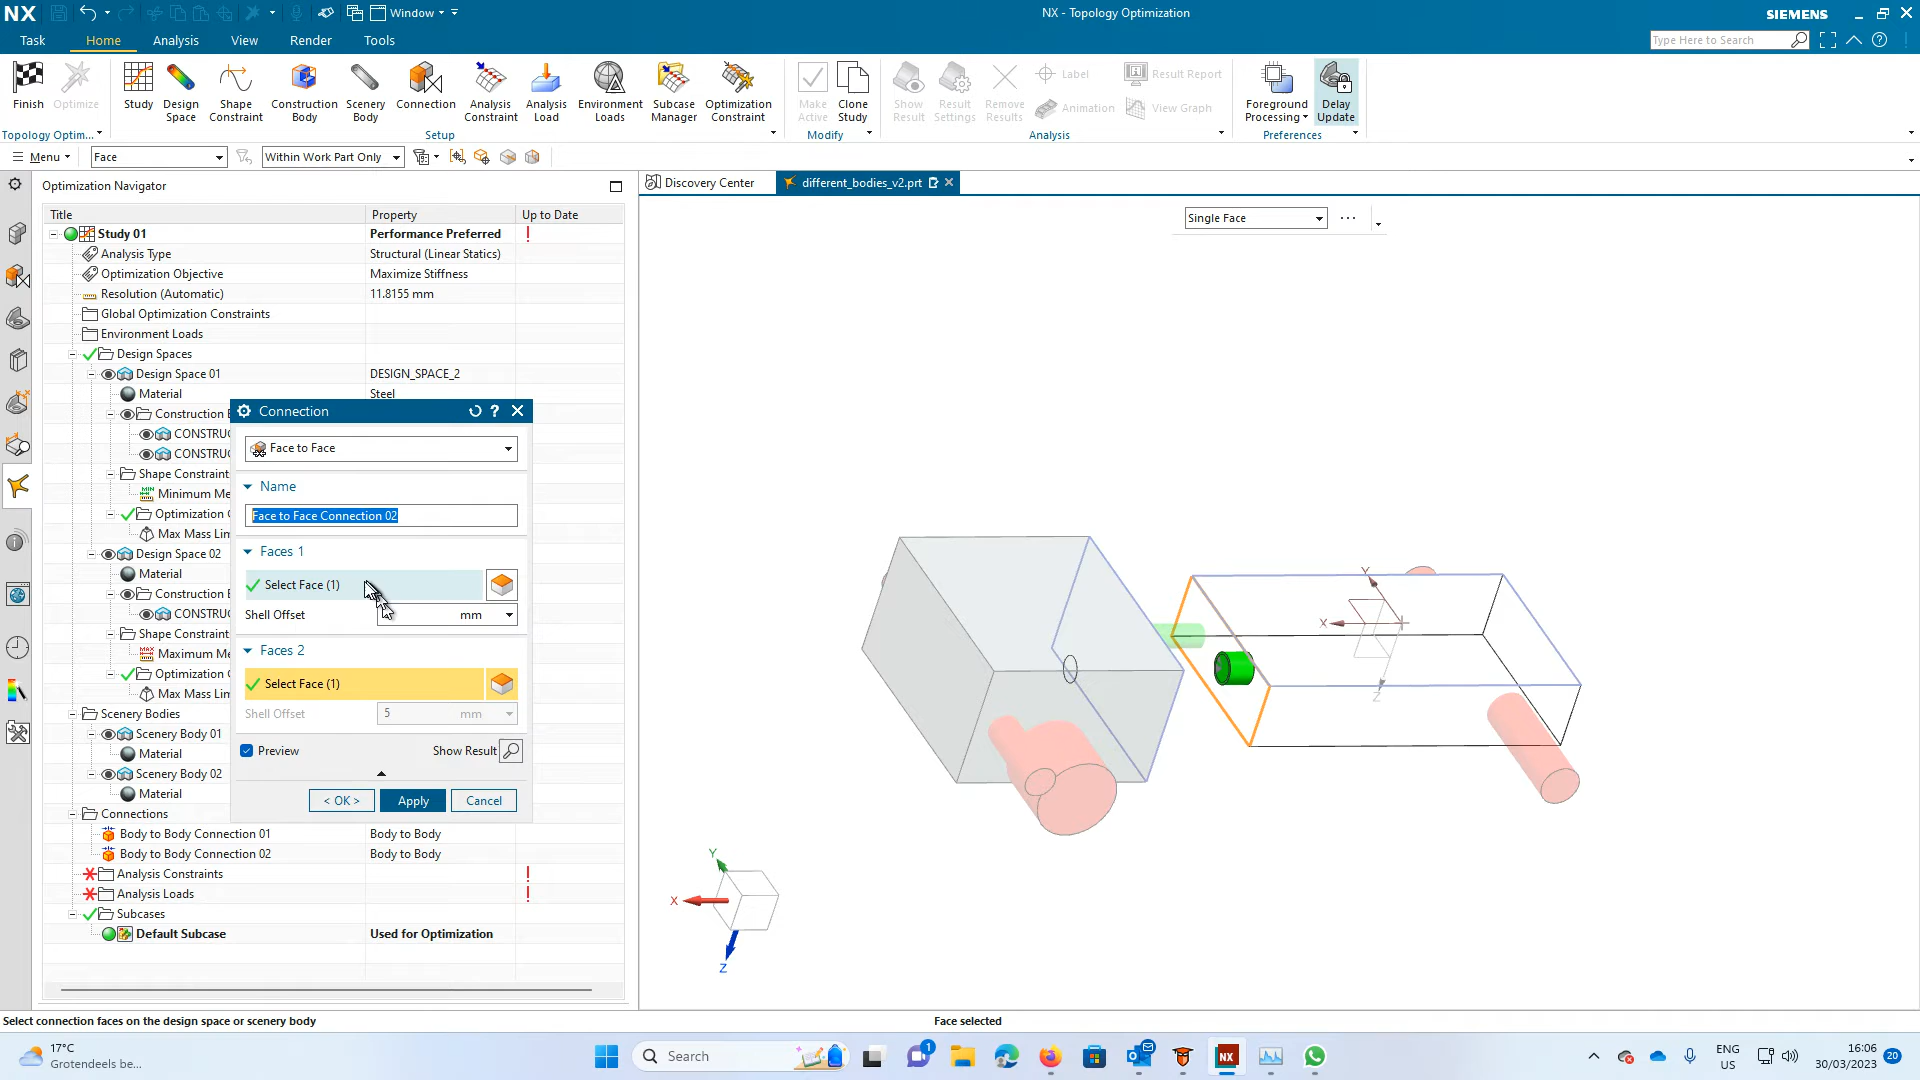 NX
Window
NX - Topology Optimization
SIEMENS
Task
Home
Analysis
View
Render
Tools
Type Here to Search
Finish
Optimize
Study
Design Space
Shape Constraint
Construction Body
Scenery Body
Connection
Analysis Constraint
Analysis Load
Environment Loads
Subcase Manager
Optimization Constraint
Make Active
Clone Study
Show Result
Result Settings
Remove Results
Label
Animation
Result Report
View Graph
Foreground Processing
Delay Update
Topology Optim...
Setup
Modify
Analysis
Preferences
Menu
Face
Within Work Part Only
Optimization Navigator
Discovery Center
different_bodies_v2.prt
Single Face
Title Property Up to Date
Study 01 Performance Preferred
Analysis Type Structural (Linear Statics)
Optimization Objective Maximize Stiffness
Resolution (Automatic) 11.8155 mm
Global Optimization Constraints
Environment Loads
Design Spaces
Design Space 01 DESIGN_SPACE_2
Material Steel
Construction B
CONSTRUC
CONSTRUC
Shape Constraint
Minimum Me
Optimization C
Max Mass Lim
Design Space 02
Material
Construction B
CONSTRUC
Shape Constraint
Maximum Me
Optimization C
Max Mass Lim
Scenery Bodies
Scenery Body 01
Material
Scenery Body 02
Material
Connections
Body to Body Connection 01 Body to Body
Body to Body Connection 02 Body to Body
Analysis Constraints
Analysis Loads
Subcases
Default Subcase Used for Optimization
Connection
Face to Face
Name
Face to Face Connection 02
Faces 1
Select Face (1)
Shell Offset mm
Faces 2
Select Face (1)
Shell Offset 5 mm
Preview Show Result
< OK > Apply Cancel
Y
X
Z
Y
X
Z
Select connection faces on the design space or scenery body
Face selected
17°C
Grotendeels be...
Search
1
NX
ENG
US
16:06
30/03/2023
20